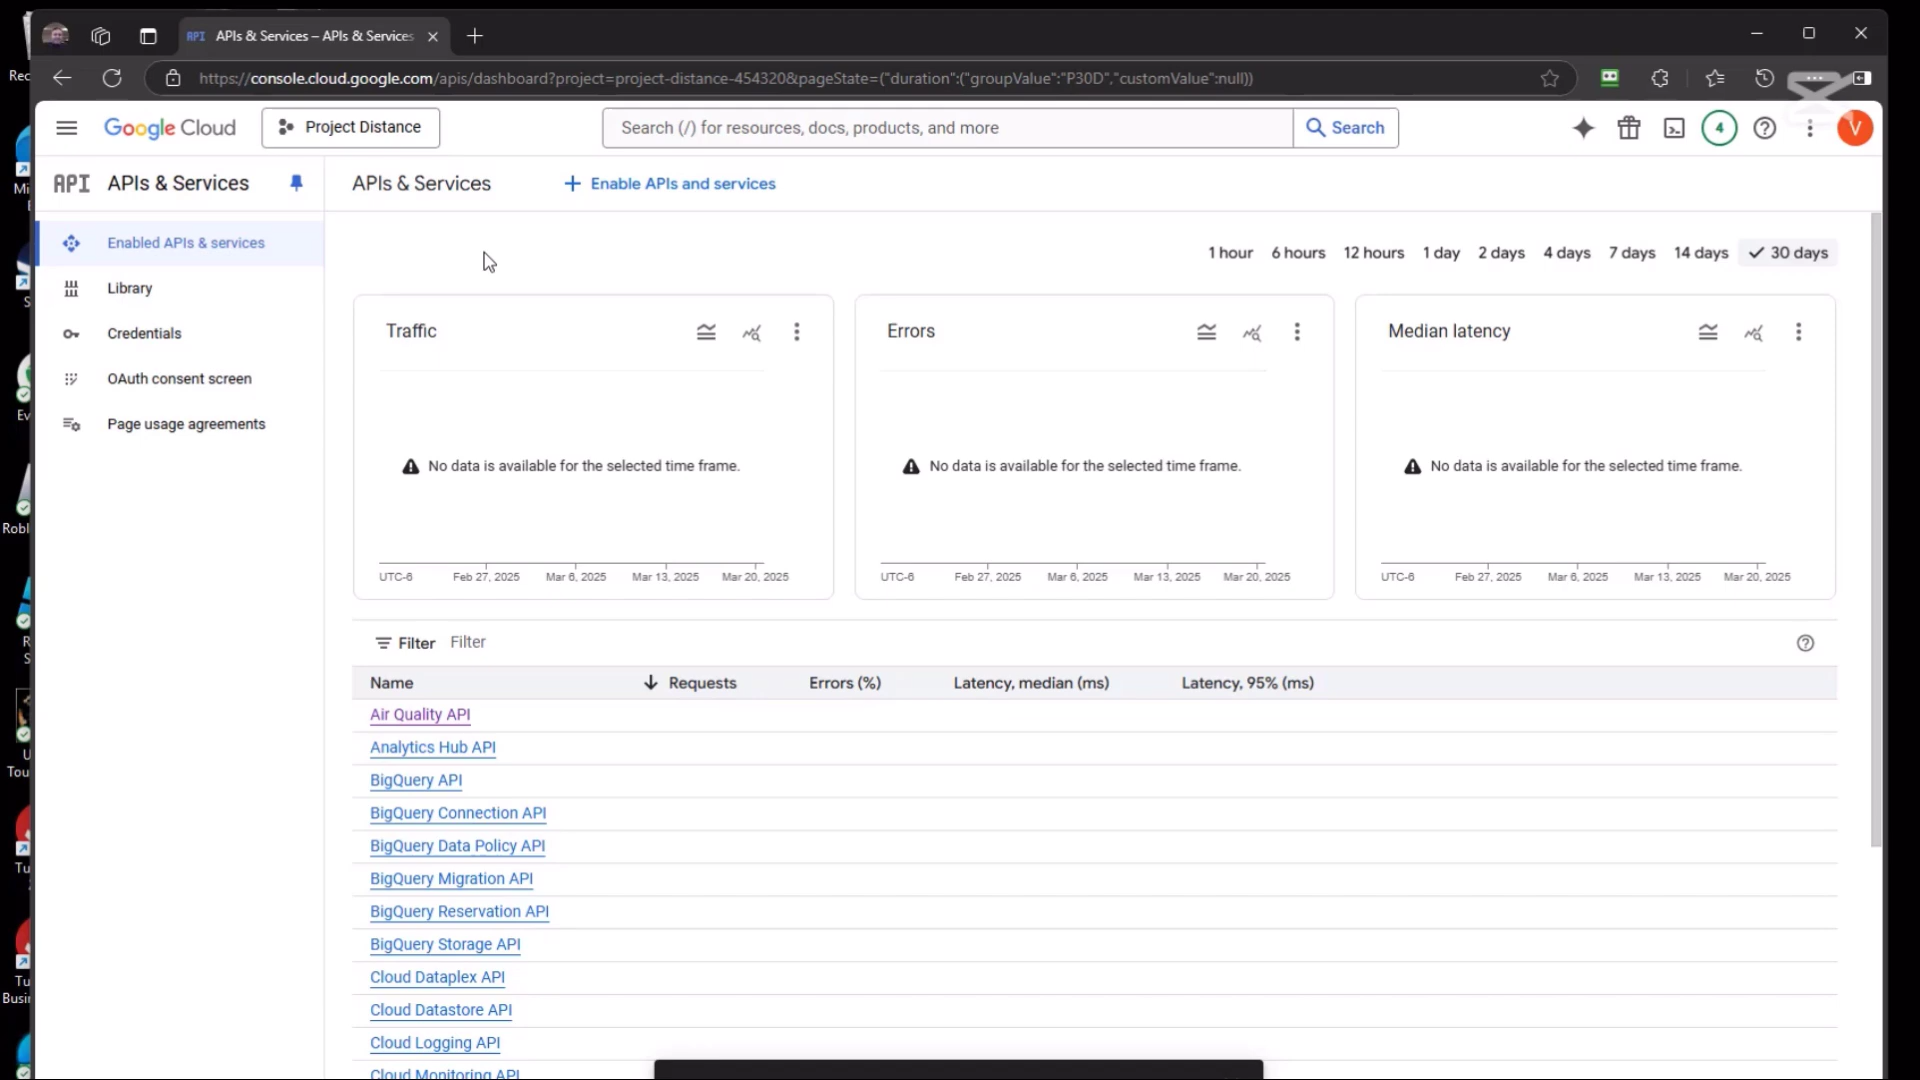 API APIs & Services – APIs & Services
https://console.cloud.google.com/apis/dashboard?project=project-distance-454320&pageState=("duration":("groupValue":"P30D","customValue":null))
Google Cloud
Project Distance
Search (/) for resources, docs, products, and more
Search
4
V
API APIs & Services
APIs & Services
Enable APIs and services
Enabled APIs & services
Library
Credentials
OAuth consent screen
Page usage agreements
1 hour 6 hours 12 hours 1 day 2 days 4 days 7 days 14 days 30 days
Traffic
No data is available for the selected time frame.
UTC-6 Feb 27, 2025 Mar 6, 2025 Mar 13, 2025 Mar 20, 2025
Errors
No data is available for the selected time frame.
UTC-6 Feb 27, 2025 Mar 6, 2025 Mar 13, 2025 Mar 20, 2025
Median latency
No data is available for the selected time frame.
UTC-6 Feb 27, 2025 Mar 6, 2025 Mar 13, 2025 Mar 20, 2025
Filter Filter
Name Requests Errors (%) Latency, median (ms) Latency, 95% (ms)
Air Quality API
Analytics Hub API
BigQuery API
BigQuery Connection API
BigQuery Data Policy API
BigQuery Migration API
BigQuery Reservation API
BigQuery Storage API
Cloud Dataplex API
Cloud Datastore API
Cloud Logging API
Cloud Monitoring API